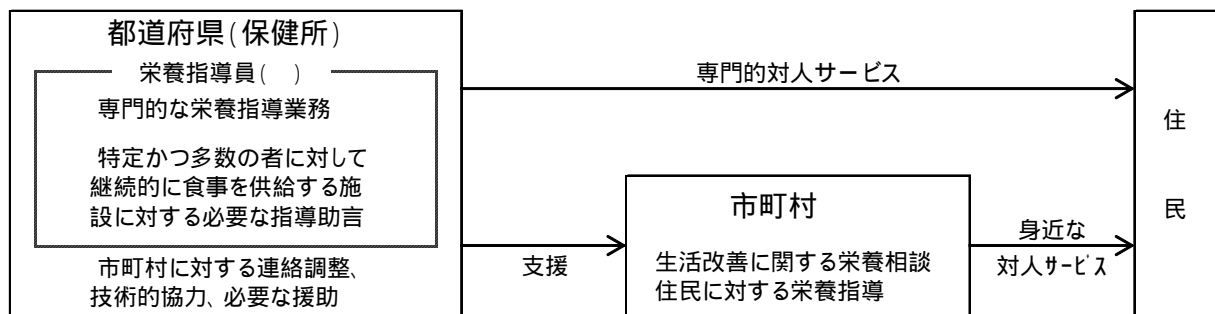 都道府県(保健所)
栄養指導員(　)
専門的な栄養指導業務
特定かつ多数の者に対して
継続的に食事を供給する施
設に対する必要な指導助言
市町村に対する連絡調整、
技術的協力、必要な援助
専門的対人サービス
支援
市町村
生活改善に関する栄養相談
住民に対する栄養指導
身近な
対人ｻｰﾋﾞｽ
住
民